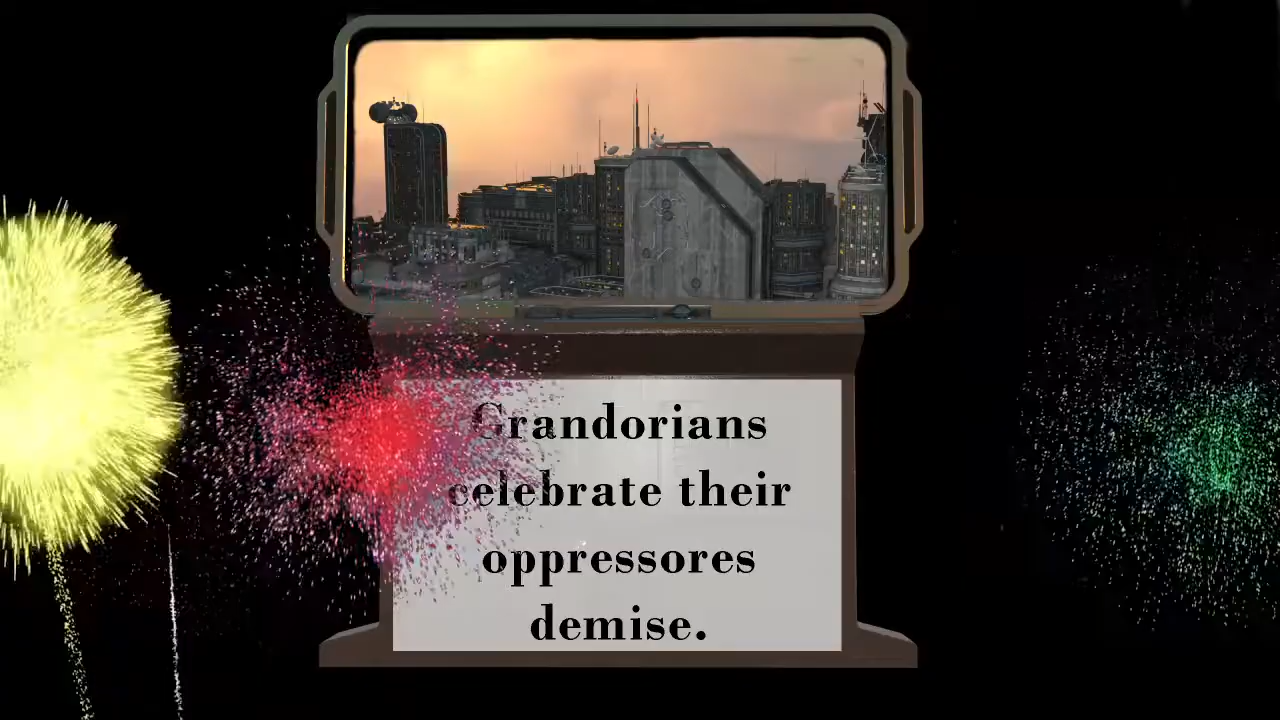 Grandorians
celebrate their
oppressores
demise.